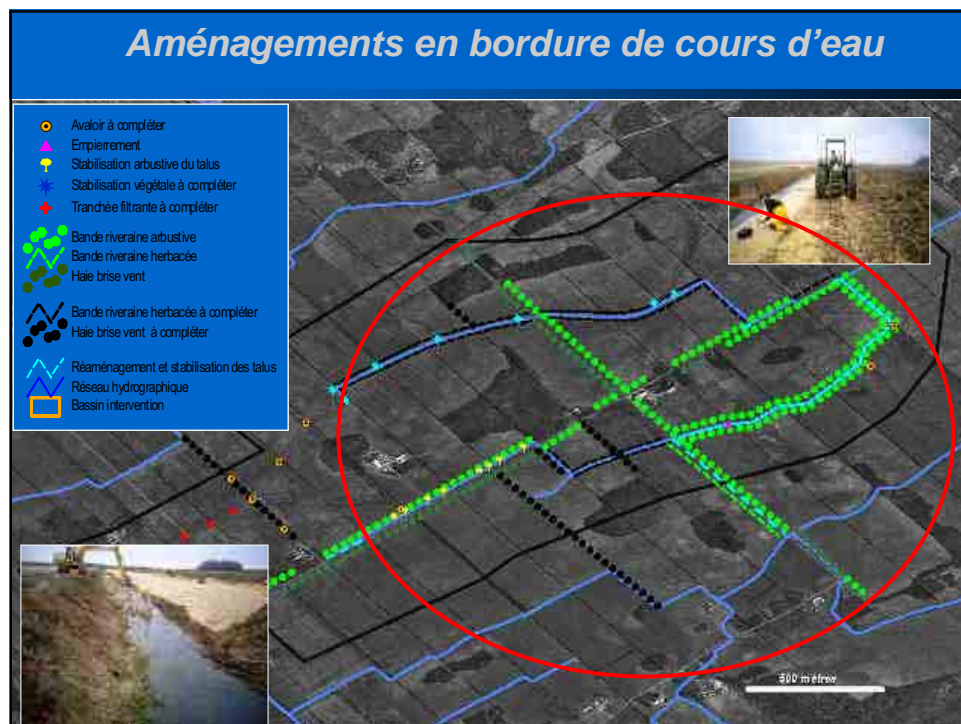 Aménagements en bordure de cours d'eau
Avaloir à compléter
Empierrement
Stabilisation arbustive du talus
Stabilisation végétale à compléter
Tranchée filtrante à compléter
Bande riveraine arbustive
Bande riveraine herbacée
Haie brise vent
Bande riveraine herbacée à compléter
Haie brise vent à compléter
Réaménagement et stabilisation des talus
Réseau hydrographique
Bassin intervention
500 mètres